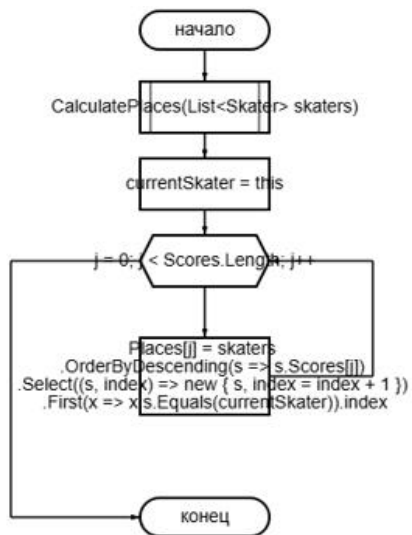 начало
CalculatePlaces(List<Skater> skaters)
currentSkater = this
j = 0; j < Scores.Length; j++
Places[j] = skaters
.OrderByDescending(s => s.Scores[j])
.Select((s, index) => new { s, index = index + 1 })
.First(x => x.s.Equals(currentSkater)).index
конец